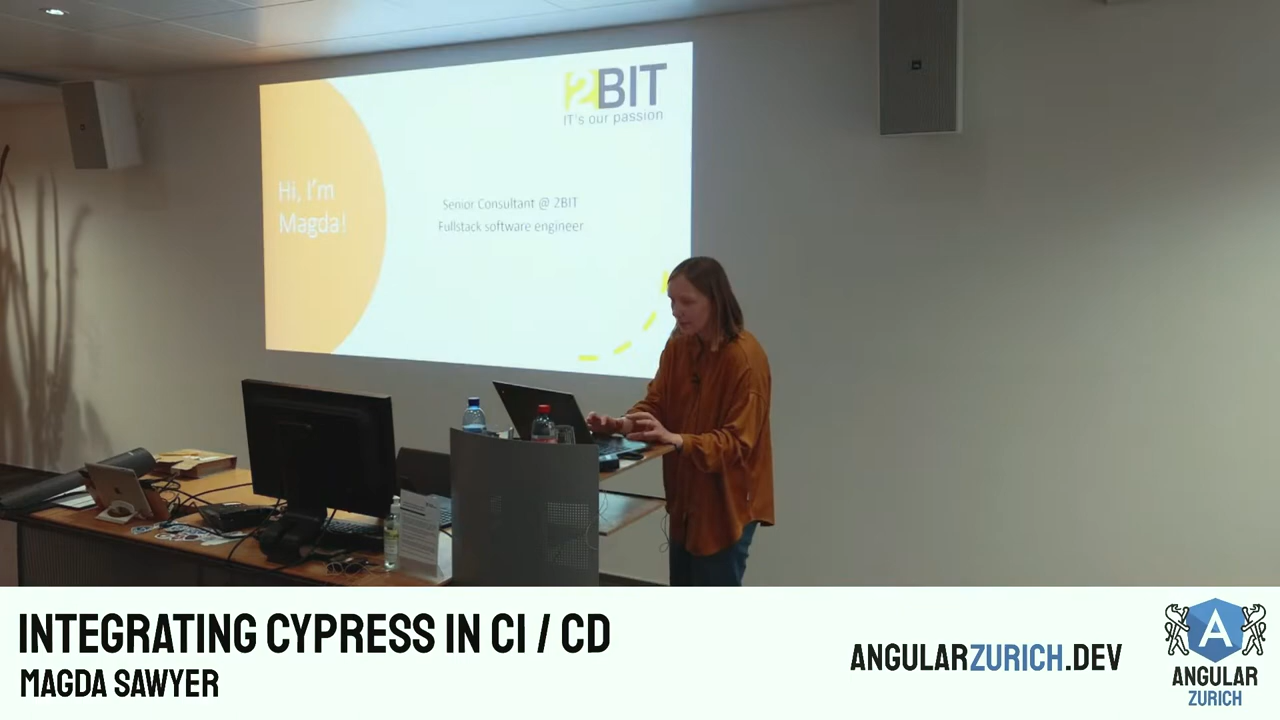 2BIT
IT's our passion
Hi, I'm
Magda!
Senior Consultant @ 2BIT
Fullstack software engineer
INTEGRATING CYPRESS IN CI / CD
MAGDA SAWYER
ANGULARZURICH.DEV
A
ANGULAR
ZURICH